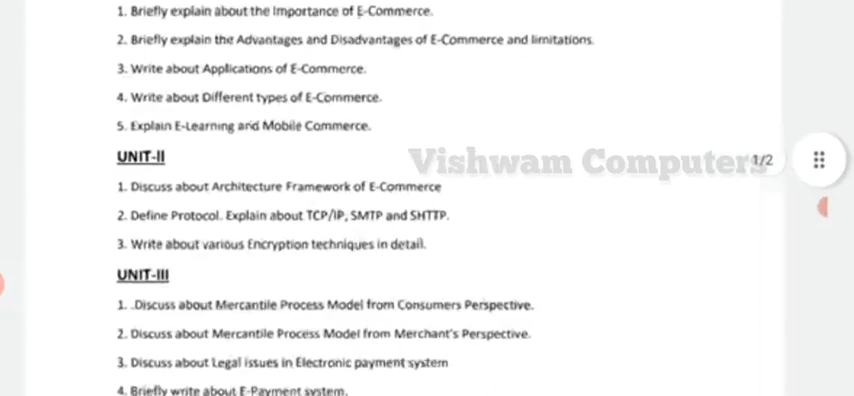 1. Briefly explain about the Importance of E-Commerce.
2. Briefly explain the Advantages and Disadvantages of E-Commerce and limitations.
3. Write about Applications of E-Commerce.
4. Write about Different types of E-Commerce.
5. Explain E-Learning and Mobile Commerce.
UNIT-II
Vishwam Computers 1/2
1. Discuss about Architecture Framework of E-Commerce
2. Define Protocol. Explain about TCP/IP, SMTP and SHTTP.
3. Write about various Encryption techniques in detail.
UNIT-III
1. .Discuss about Mercantile Process Model from Consumers Perspective.
2. Discuss about Mercantile Process Model from Merchant's Perspective.
3. Discuss about Legal issues in Electronic payment system
4. Briefly write about E-Payment system.